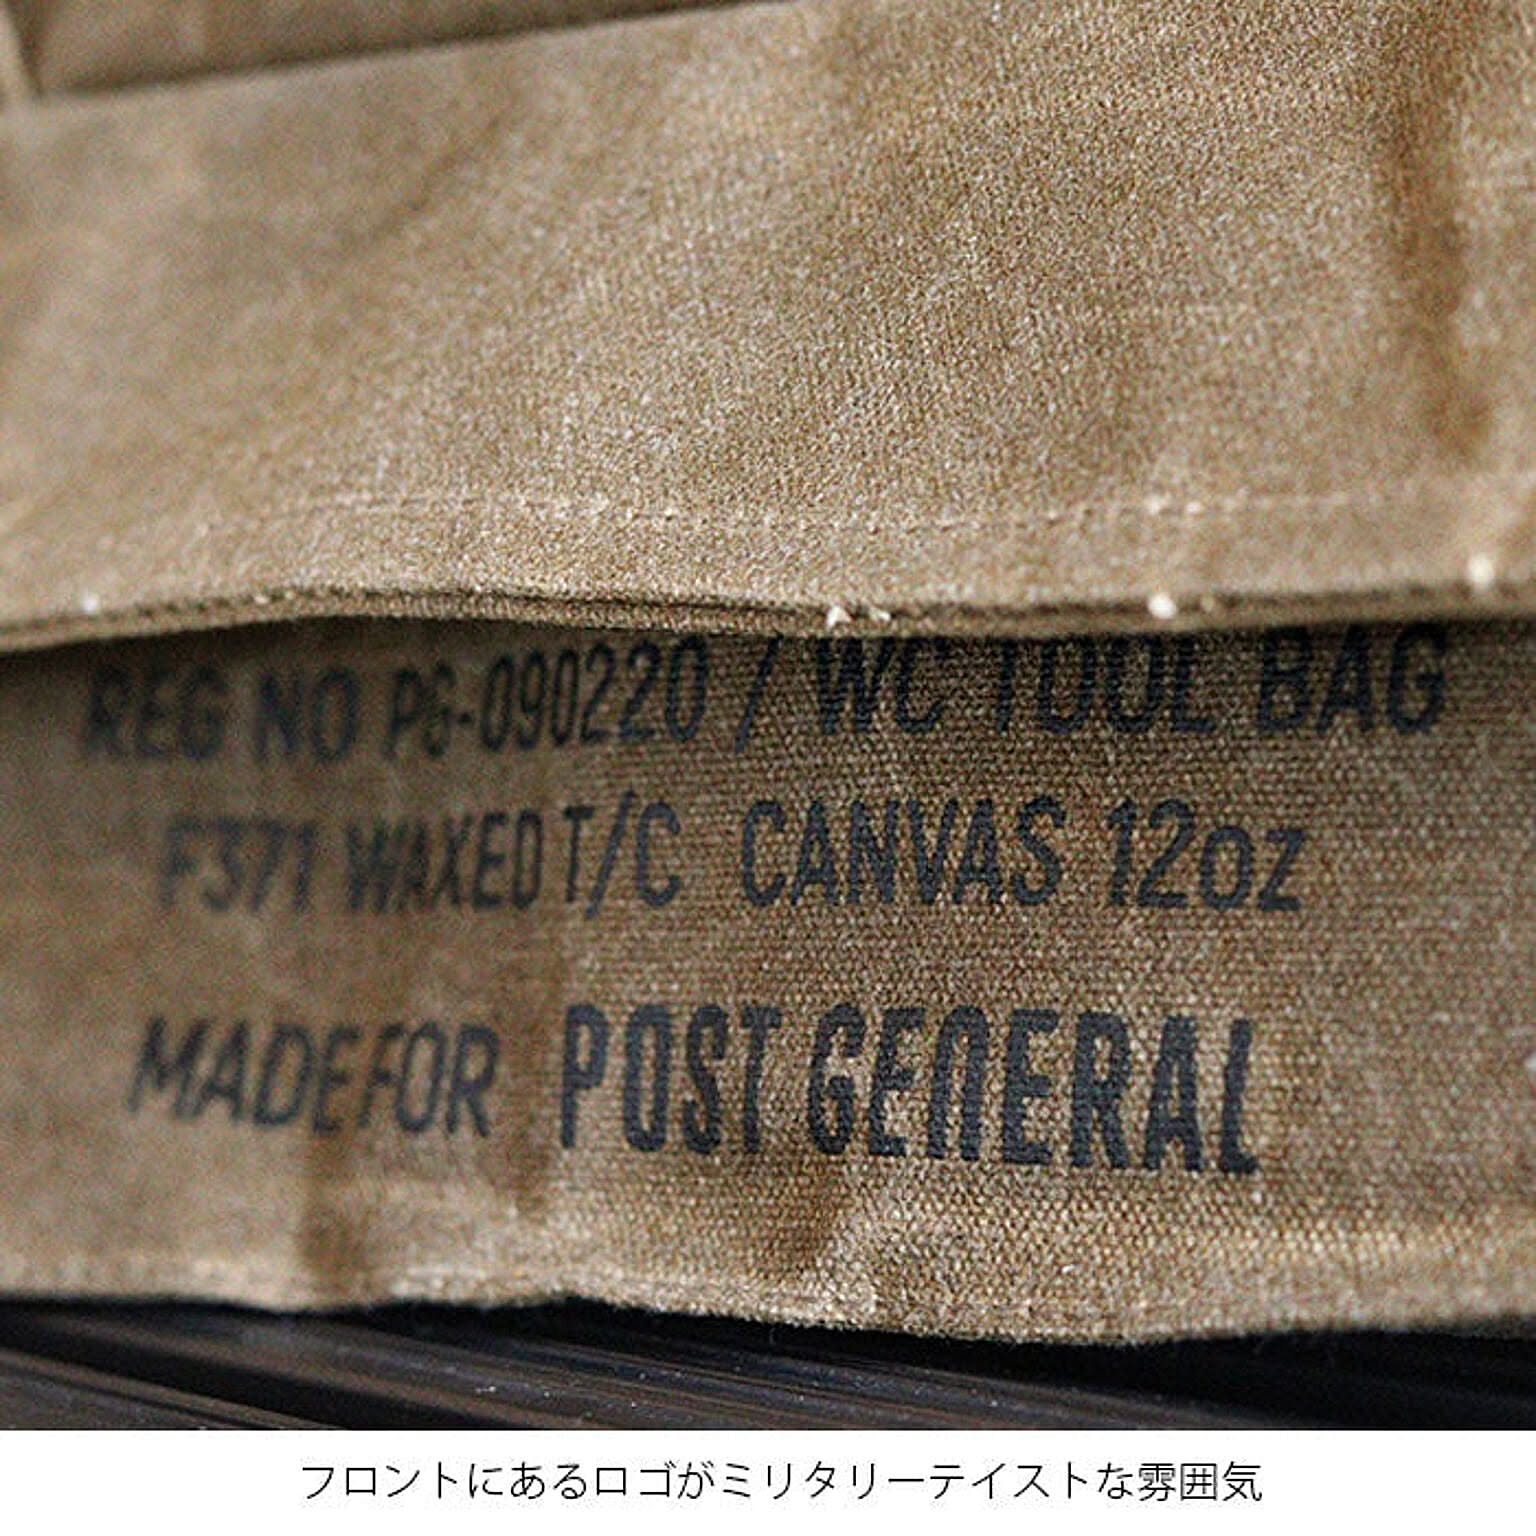 REG NO PG-090220 / WC TOOL BAG
F371 WAXED T/C CANVAS 12oz
MADE FOR POST GENERAL
フロントにあるロゴがミリタリーテイストな雰囲気